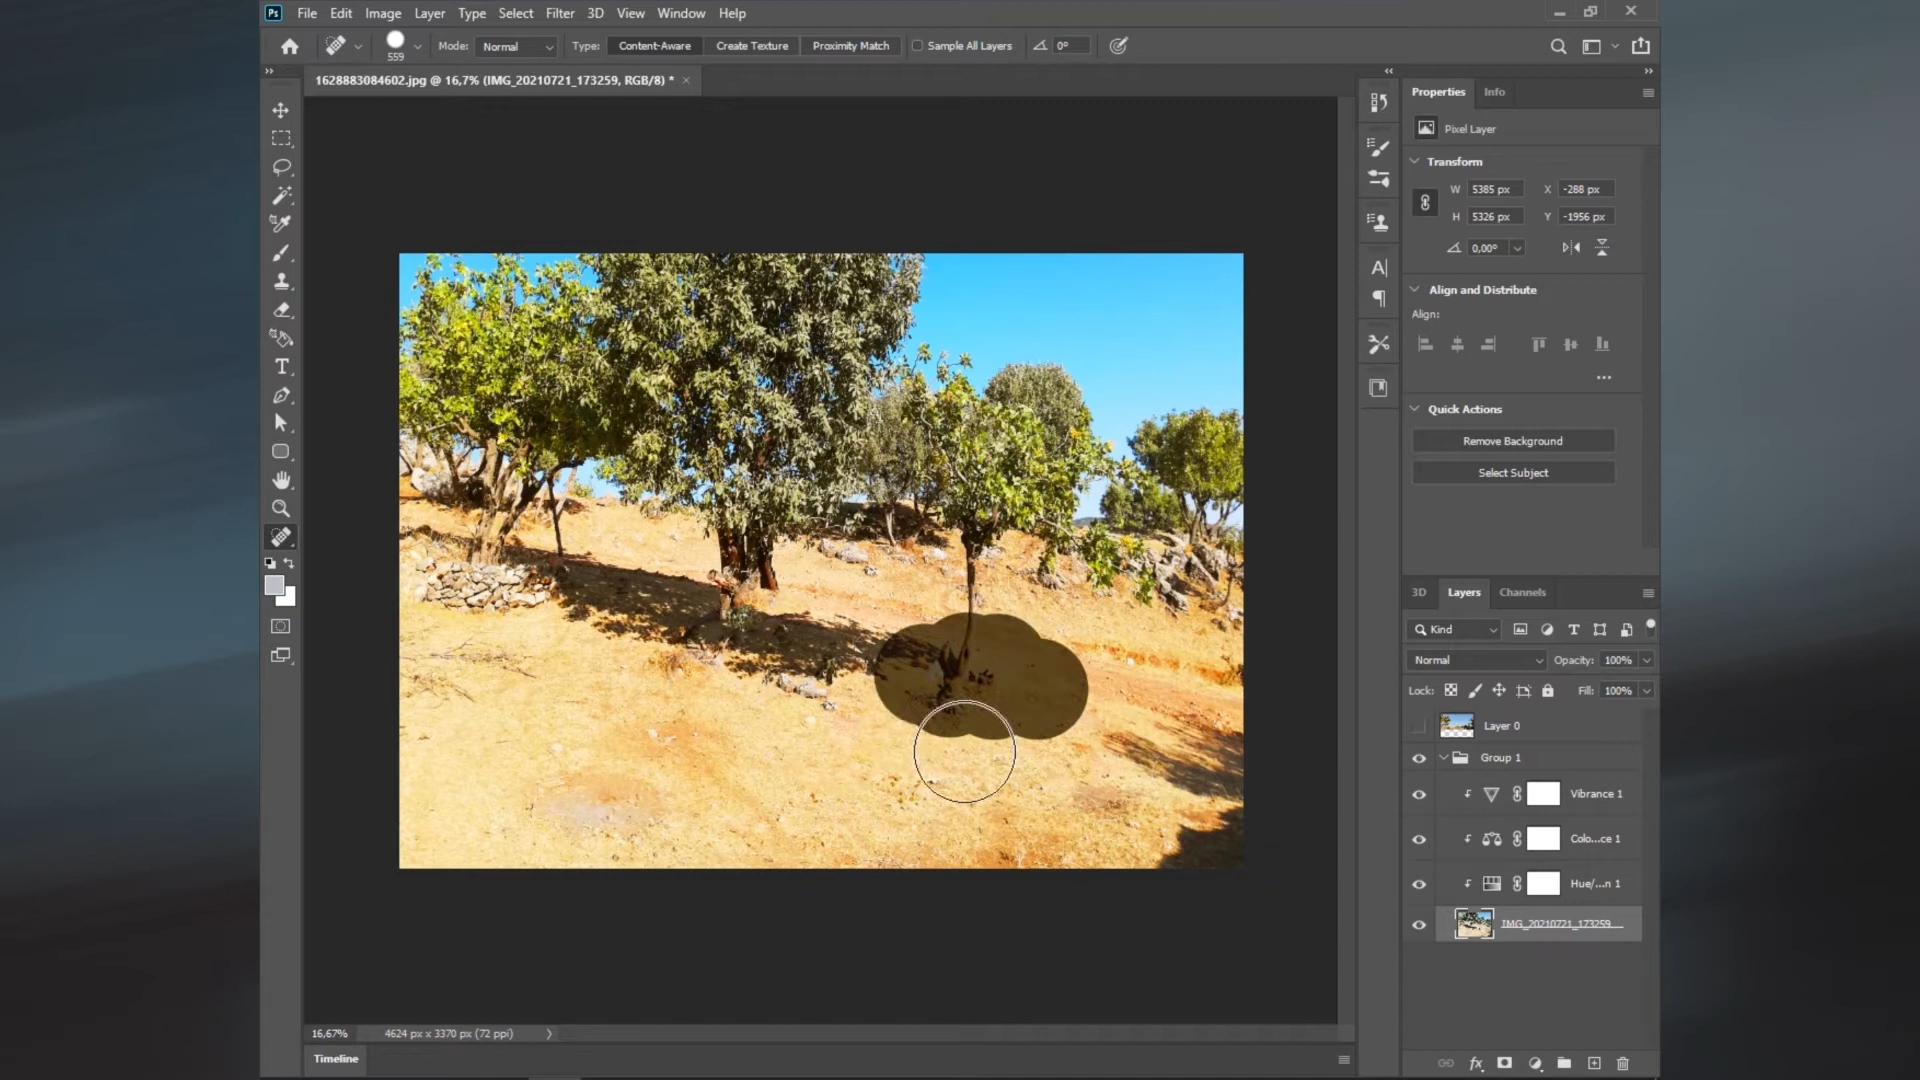 Ps File Edit Image Layer Type Select Filter 3D View Window Help
559 Mode: Normal Type: Content-Aware Create Texture Proximity Match Sample All Layers 0°
1628883084602.jpg @ 16,7% (IMG_20210721_173259, RGB/8) *
Properties Info
Pixel Layer
Transform
W 5385 px X -288 px
H 5326 px Y -1956 px
0,00°
Align and Distribute
Align:
Quick Actions
Remove Background
Select Subject
3D Layers Channels
Kind
Normal Opacity: 100%
Lock: Fill: 100%
Layer 0
Group 1
Vibrance 1
Colo...ce 1
Hue/...n 1
IMG_20210721_173259
16,67% 4624 px x 3370 px (72 ppi)
Timeline